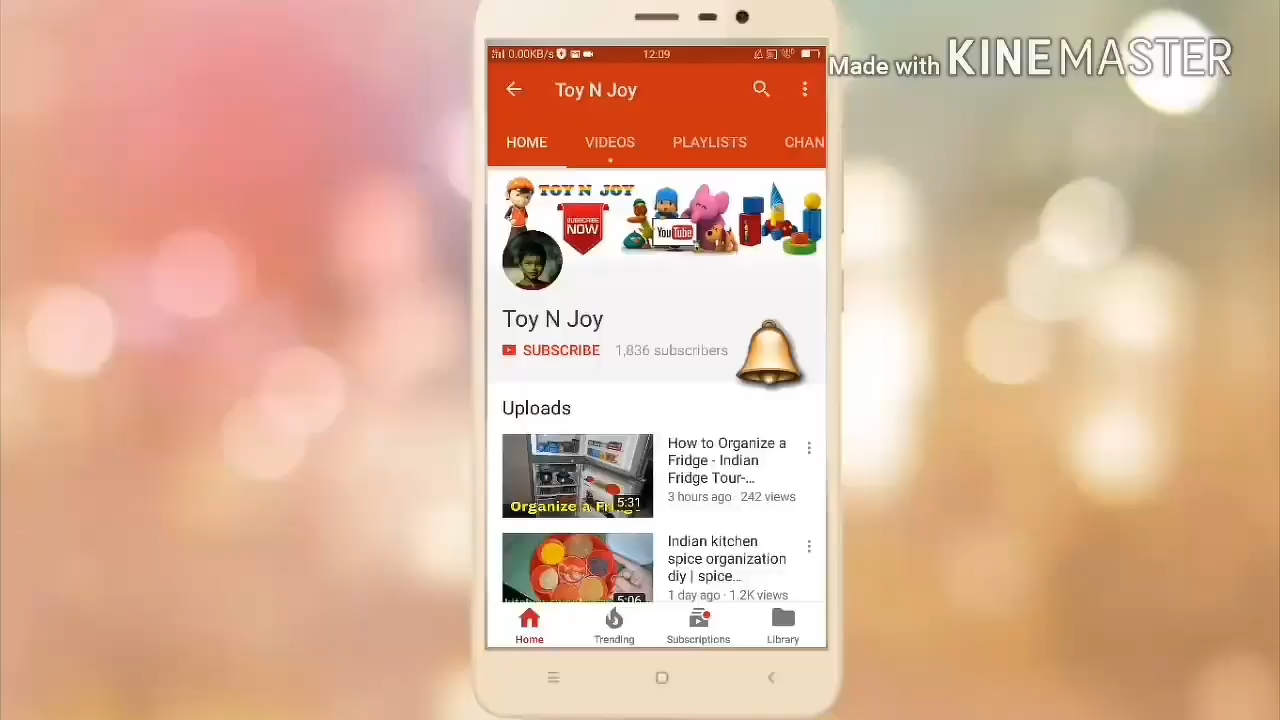 0.00KB/s 12:09
Made with KINEMASTER
Toy N Joy
HOME VIDEOS PLAYLISTS CHAN
TOY N JOY
SUBSCRIBE
NOW
YouTube
Toy N Joy
SUBSCRIBE 1,836 subscribers
Uploads
How to Organize a
Fridge - Indian
Fridge Tour-...
3 hours ago · 242 views
Organize a Fridge
5:31
Indian kitchen
spice organization
diy | spice...
1 day ago · 1.2K views
5:06
Home Trending Subscriptions Library